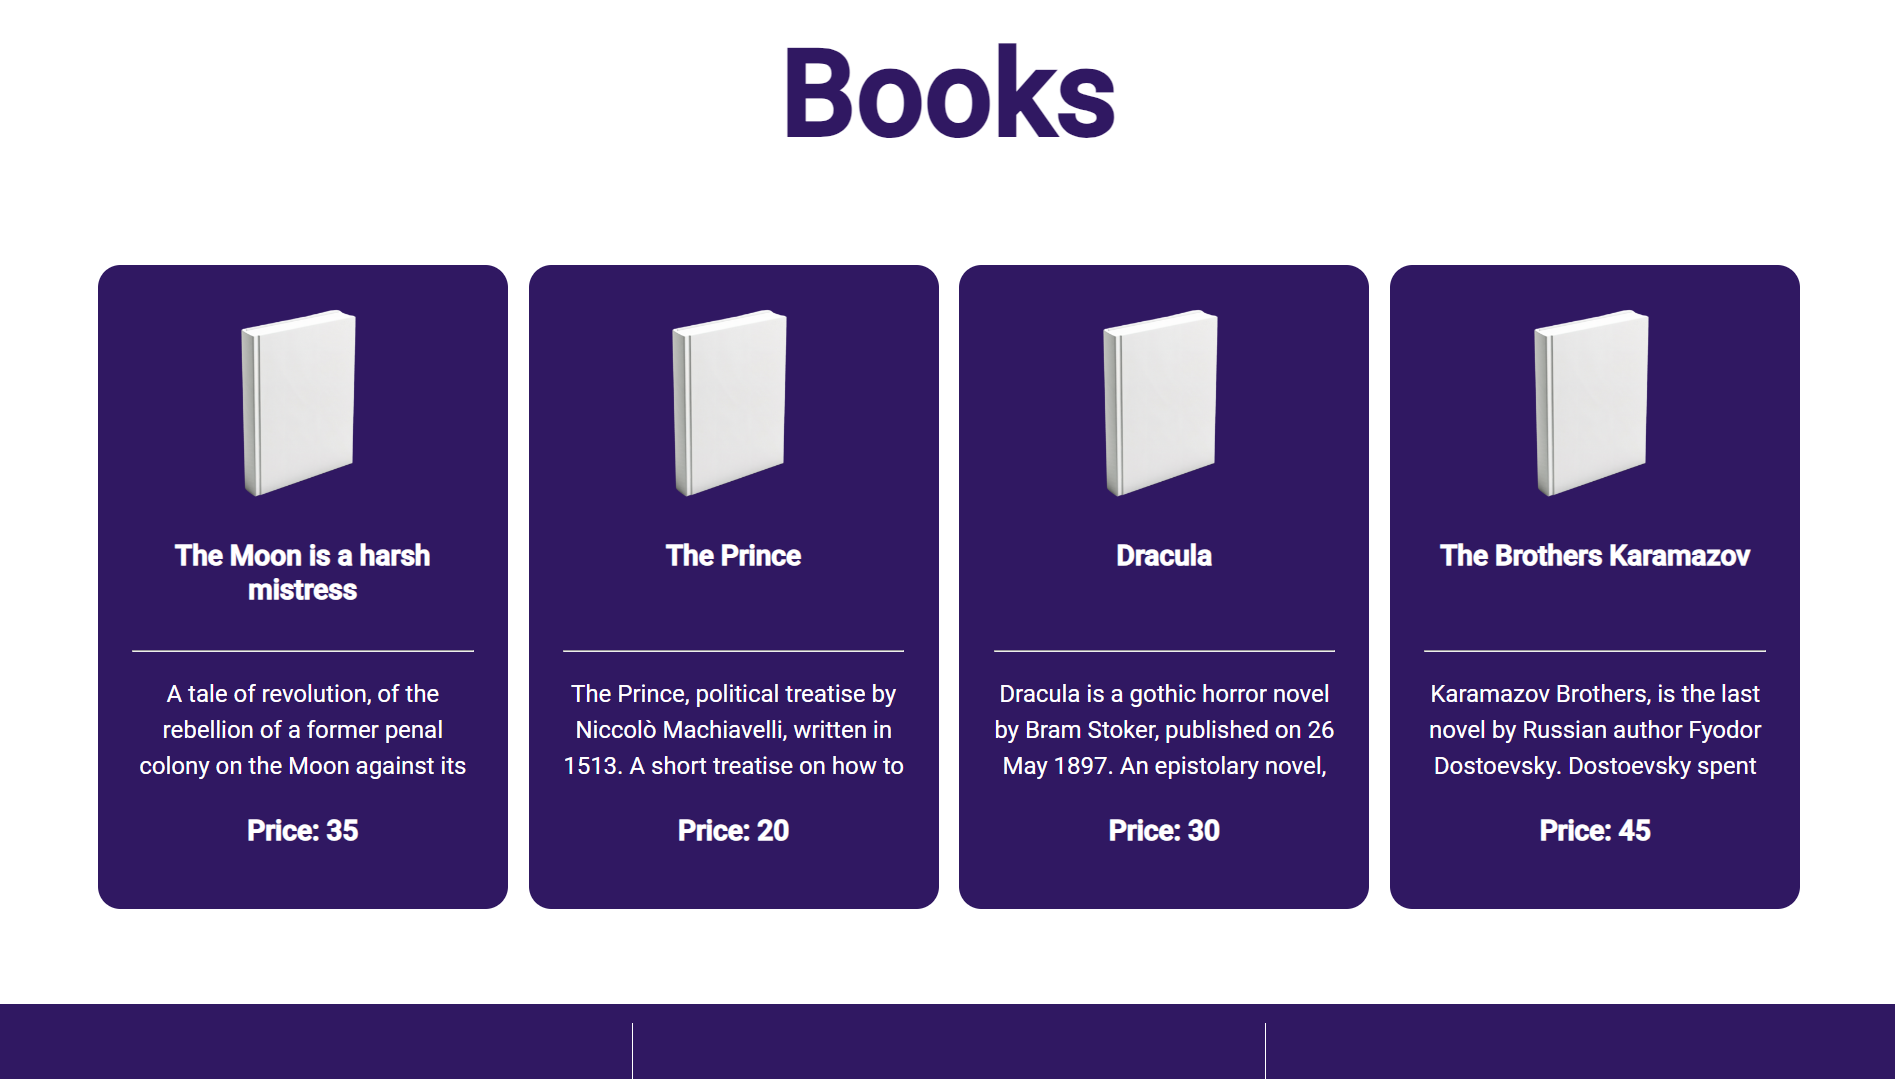 Books
The Moon is a harsh
mistress
A tale of revolution, of the
rebellion of a former penal
colony on the Moon against its
Price: 35
The Prince
The Prince, political treatise by
Niccolò Machiavelli, written in
1513. A short treatise on how to
Price: 20
Dracula
Dracula is a gothic horror novel
by Bram Stoker, published on 26
May 1897. An epistolary novel,
Price: 30
The Brothers Karamazov
Karamazov Brothers, is the last
novel by Russian author Fyodor
Dostoevsky. Dostoevsky spent
Price: 45